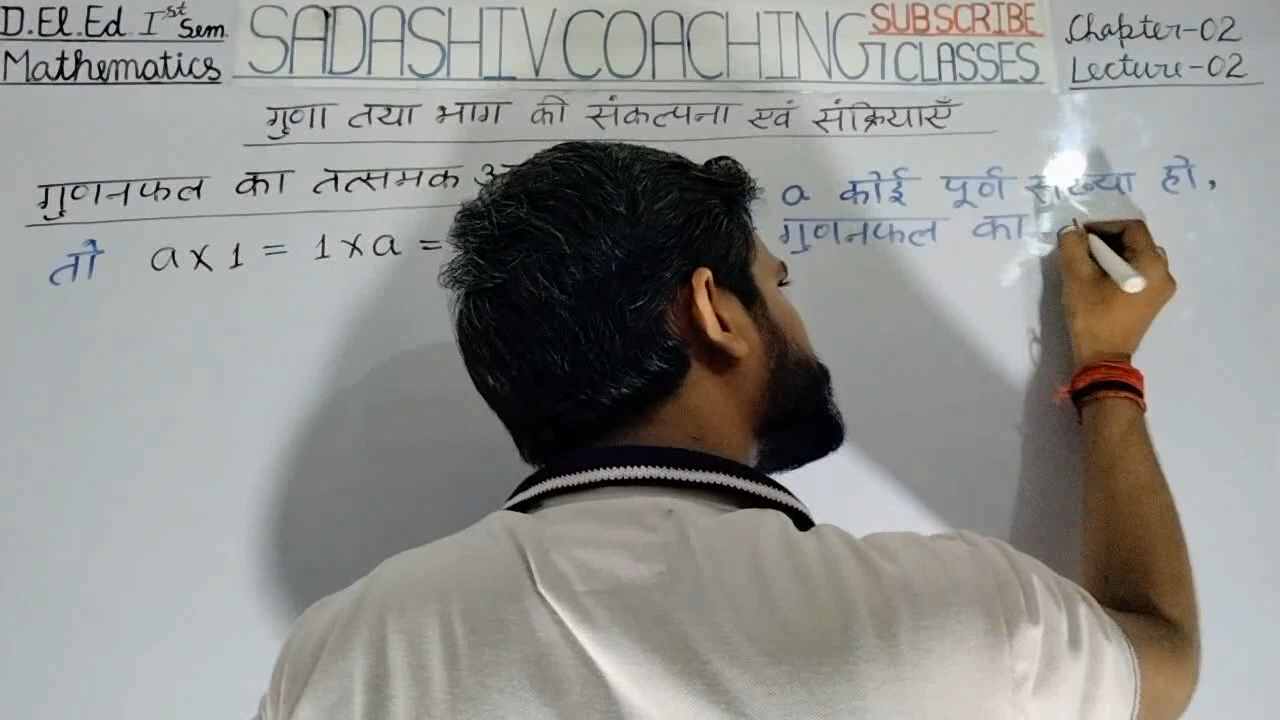 D.El.Ed Ist Sem.
Mathematics
SADASHIV COACHING CLASSES
SUBSCRIBE
Chapter-02
Lecture-02
गुणा तथा भाग की संकल्पना एवं संक्रियाएँ
गुणनफल का तत्समक a कोई पूर्ण संख्या हो,
तो a x 1 = 1 x a = गुणनफल का